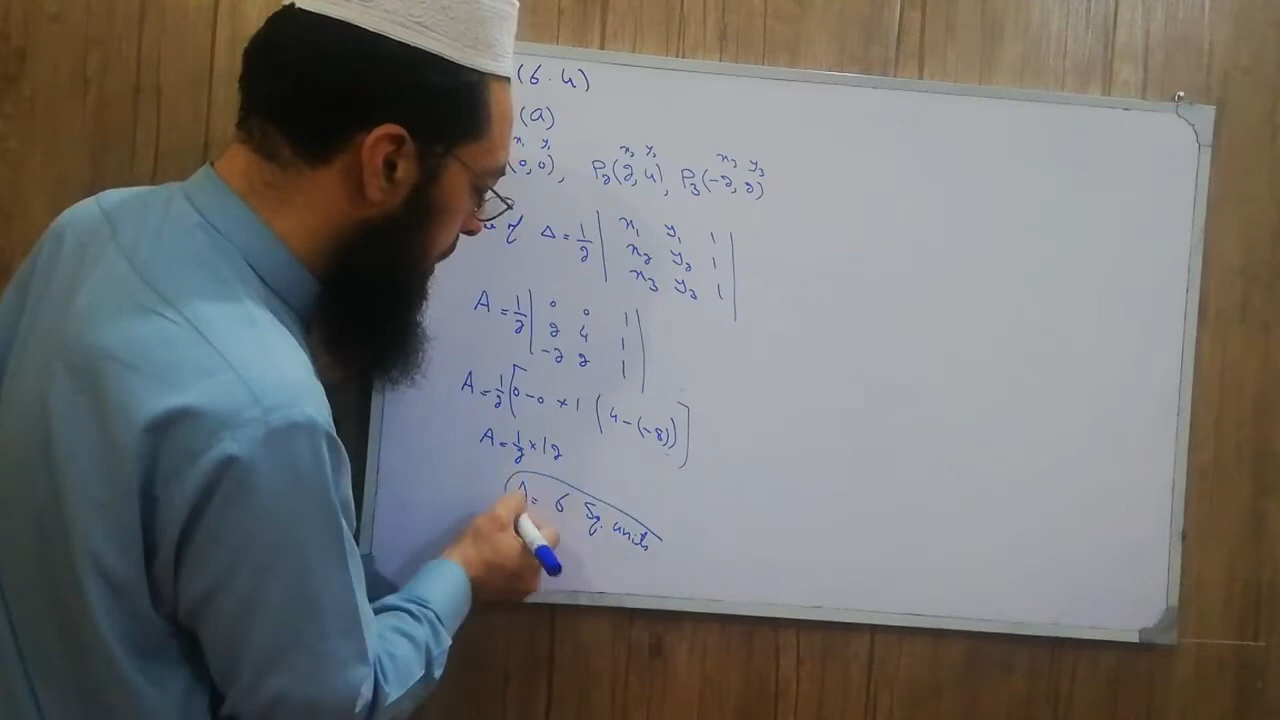 (6.4)
(a)
x₁ y₁ x₂ y₂ x₃ y₃
(0,0), P₂(2,4), P₃(-2,2)
of Δ = 1/2 | x₁ y₁ 1 |
| x₂ y₂ 1 |
| x₃ y₃ 1 |
A = 1/2 | 0 0 1 |
| 2 4 1 |
| -2 2 1 |
A = 1/2 [0-0+1 (4-(-8))]
A = 1/2 × 12
A = 6 Sq. units